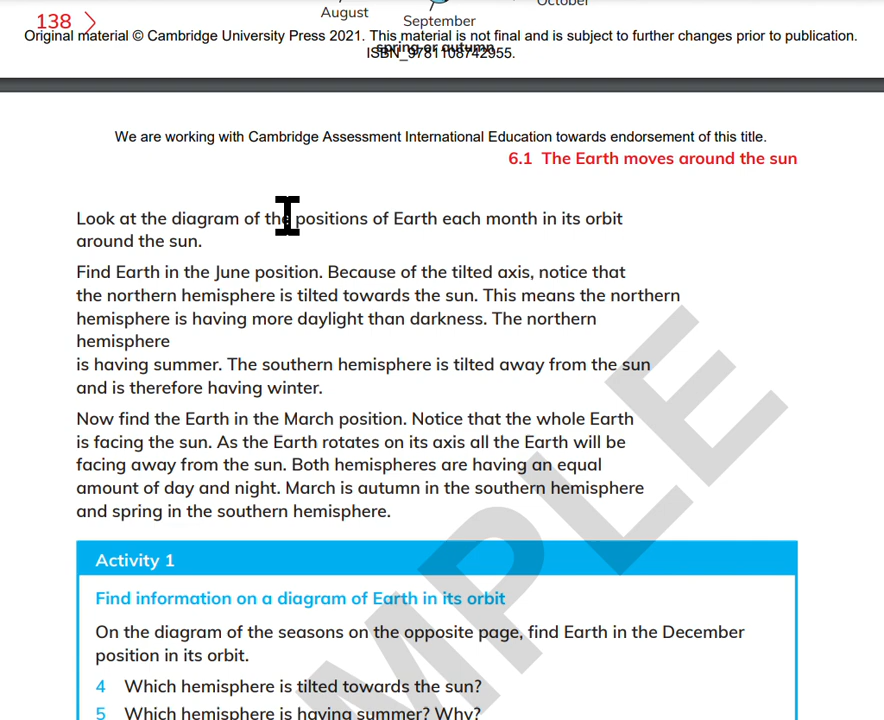 138
August
September
October
Original material © Cambridge University Press 2021. This material is not final and is subject to further changes prior to publication.
spring or autumn
ISBN_9781108742955.
We are working with Cambridge Assessment International Education towards endorsement of this title.
6.1 The Earth moves around the sun
Look at the diagram of the positions of Earth each month in its orbit
around the sun.
Find Earth in the June position. Because of the tilted axis, notice that
the northern hemisphere is tilted towards the sun. This means the northern
hemisphere is having more daylight than darkness. The northern
hemisphere
is having summer. The southern hemisphere is tilted away from the sun
and is therefore having winter.
Now find the Earth in the March position. Notice that the whole Earth
is facing the sun. As the Earth rotates on its axis all the Earth will be
facing away from the sun. Both hemispheres are having an equal
amount of day and night. March is autumn in the southern hemisphere
and spring in the southern hemisphere.
Activity 1
Find information on a diagram of Earth in its orbit
On the diagram of the seasons on the opposite page, find Earth in the December
position in its orbit.
4 Which hemisphere is tilted towards the sun?
5 Which hemisphere is having summer? Why?
MPLE